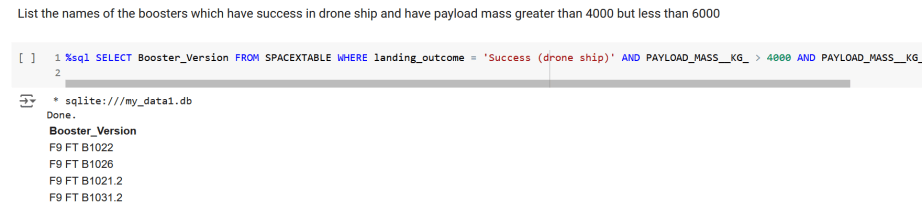 List the names of the boosters which have success in drone ship and have payload mass greater than 4000 but less than 6000
[ ] 1 %sql SELECT Booster_Version FROM SPACEXTABLE WHERE landing_outcome = 'Success (drone ship)' AND PAYLOAD_MASS__KG_ > 4000 AND PAYLOAD_MASS__KG_
2
* sqlite:///my_data1.db
Done.
Booster_Version
F9 FT B1022
F9 FT B1026
F9 FT B1021.2
F9 FT B1031.2